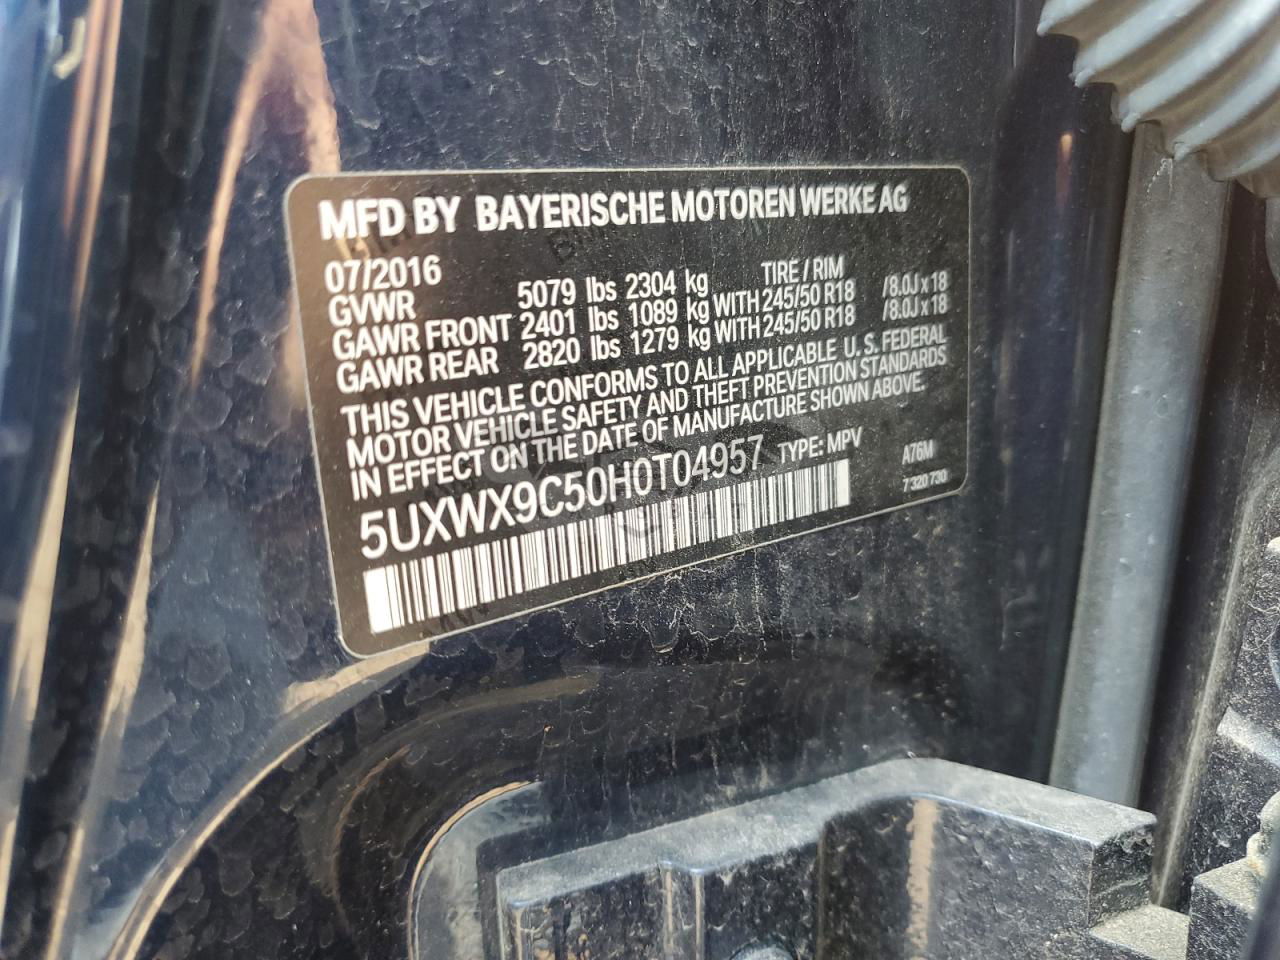 MFD BY BAYERISCHE MOTOREN WERKE AG
07/2016 TIRE / RIM
GVWR 5079 lbs 2304 kg
GAWR FRONT 2401 lbs 1089 kg WITH 245/50 R18 /8.0J x 18
GAWR REAR 2820 lbs 1279 kg WITH 245/50 R18 /8.0J x 18
THIS VEHICLE CONFORMS TO ALL APPLICABLE U.S. FEDERAL
MOTOR VEHICLE SAFETY AND THEFT PREVENTION STANDARDS
IN EFFECT ON THE DATE OF MANUFACTURE SHOWN ABOVE.
5UXWX9C50H0T04957 TYPE: MPV A76M
7 320 730